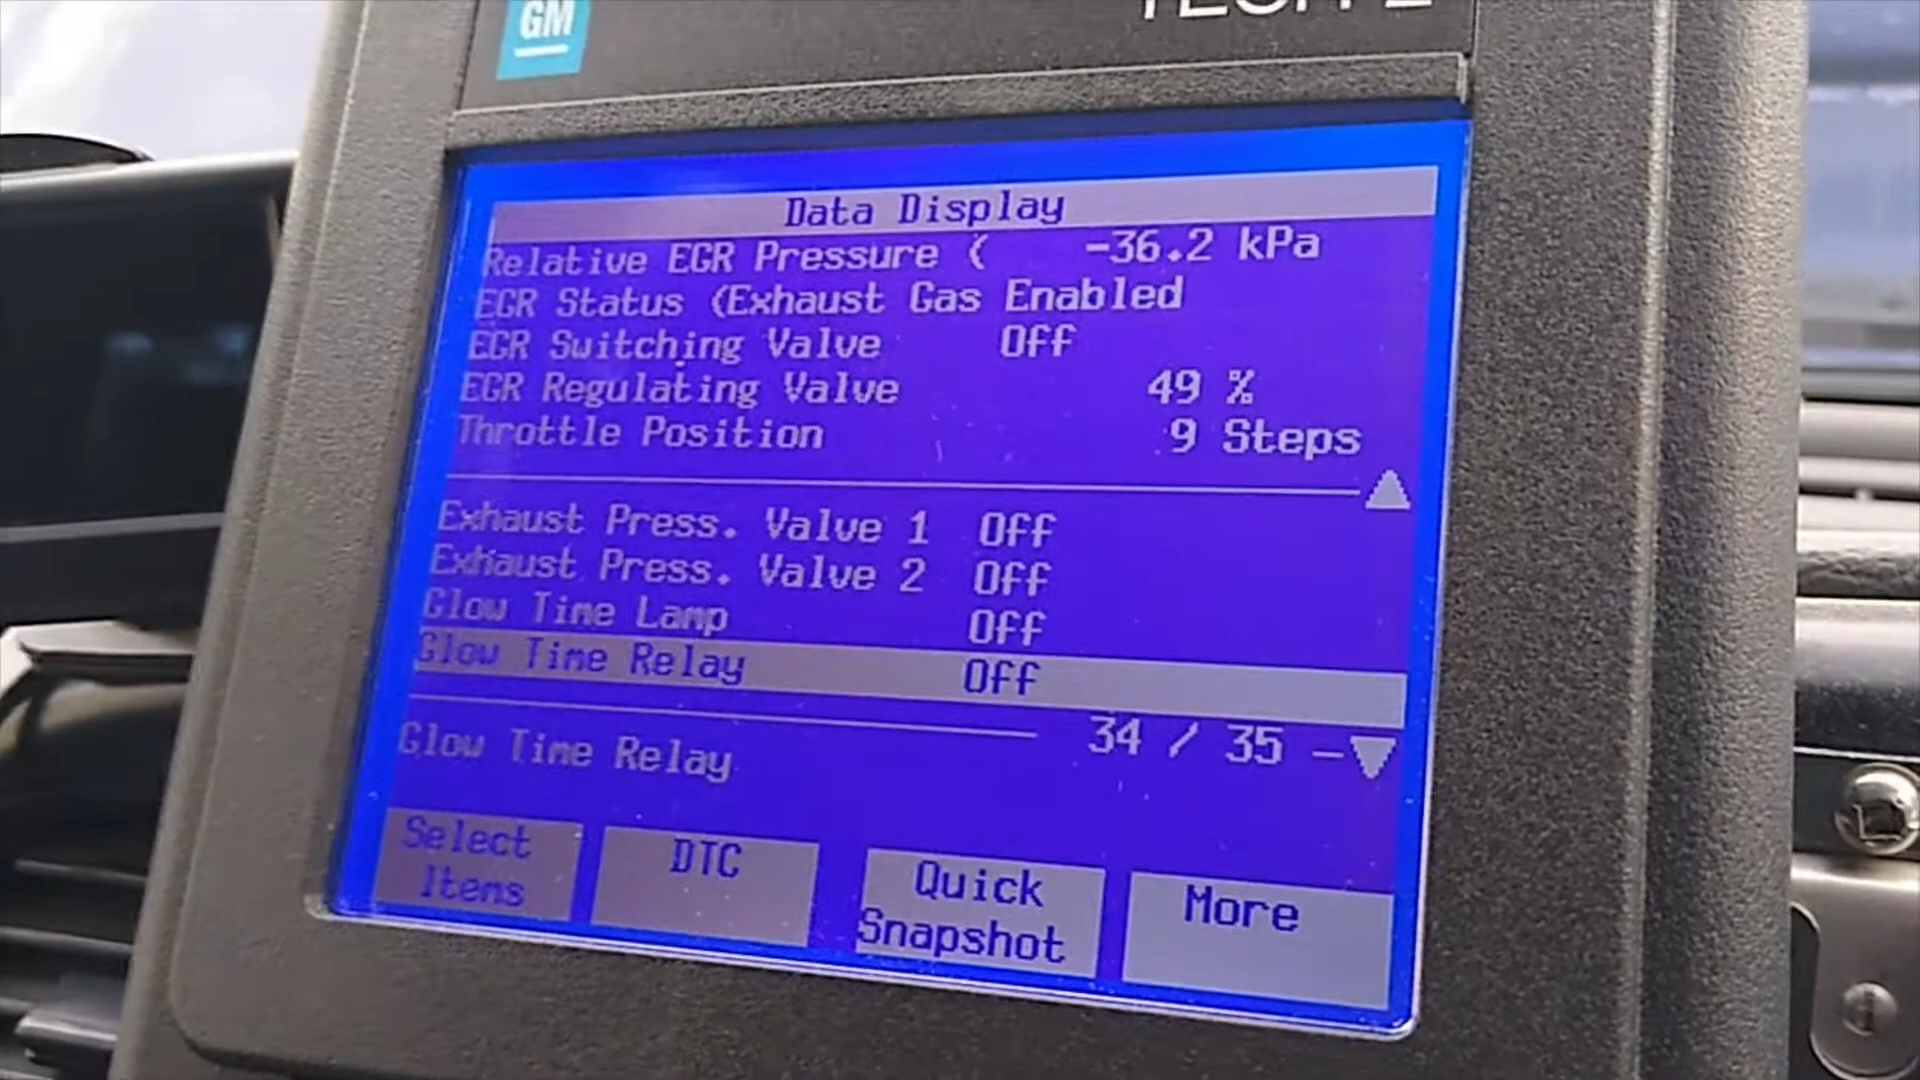 GM
TECH 2
Data Display
Relative EGR Pressure ( -36.2 kPa
EGR Status (Exhaust Gas Enabled
EGR Switching Valve Off
EGR Regulating Valve 49 %
Throttle Position 9 Steps
Exhaust Press. Valve 1 Off
Exhaust Press. Valve 2 Off
Glow Time Lamp Off
Glow Time Relay Off
34 / 35
Glow Time Relay
Select Items
DTC
Quick Snapshot
More